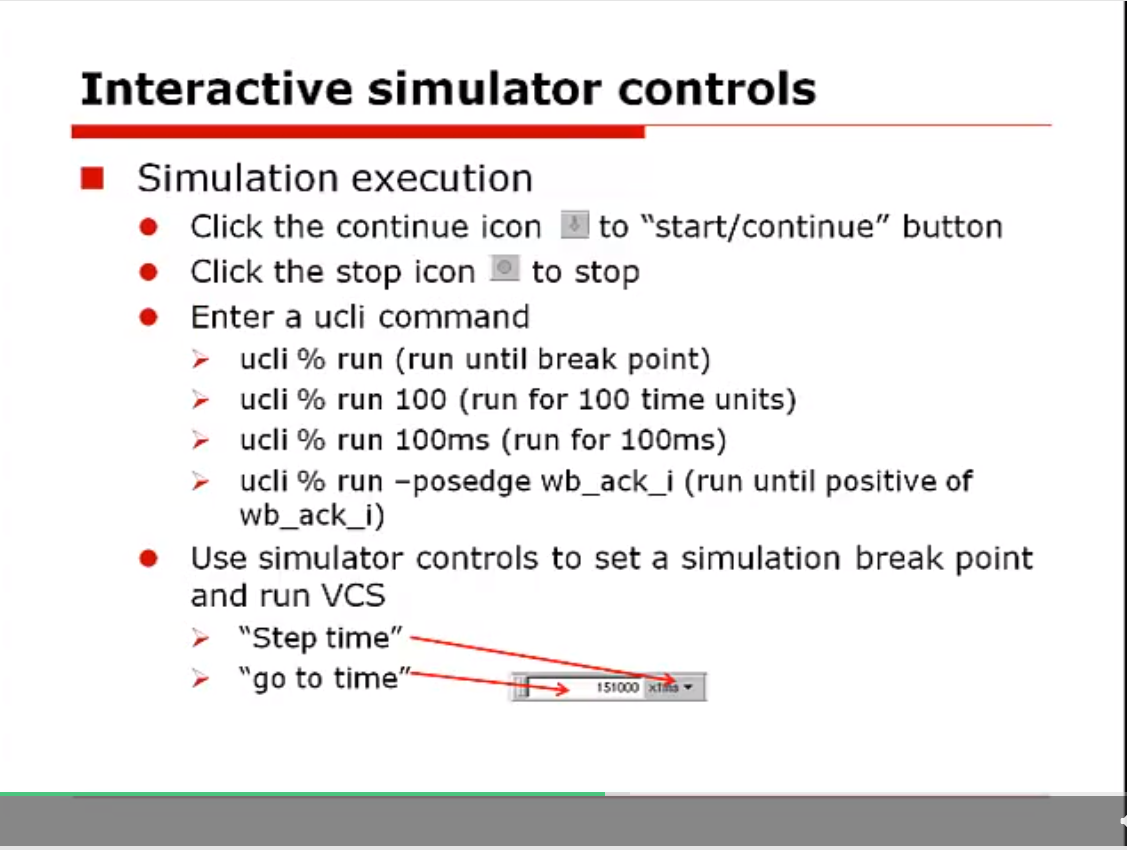 Interactive simulator controls
Simulation execution
Click the continue icon to “start/continue” button
Click the stop icon to stop
Enter a ucli command
ucli % run (run until break point)
ucli % run 100 (run for 100 time units)
ucli % run 100ms (run for 100ms)
ucli % run –posedge wb_ack_i (run until positive of
wb_ack_i)
Use simulator controls to set a simulation break point
and run VCS
“Step time”
“go to time”
151000